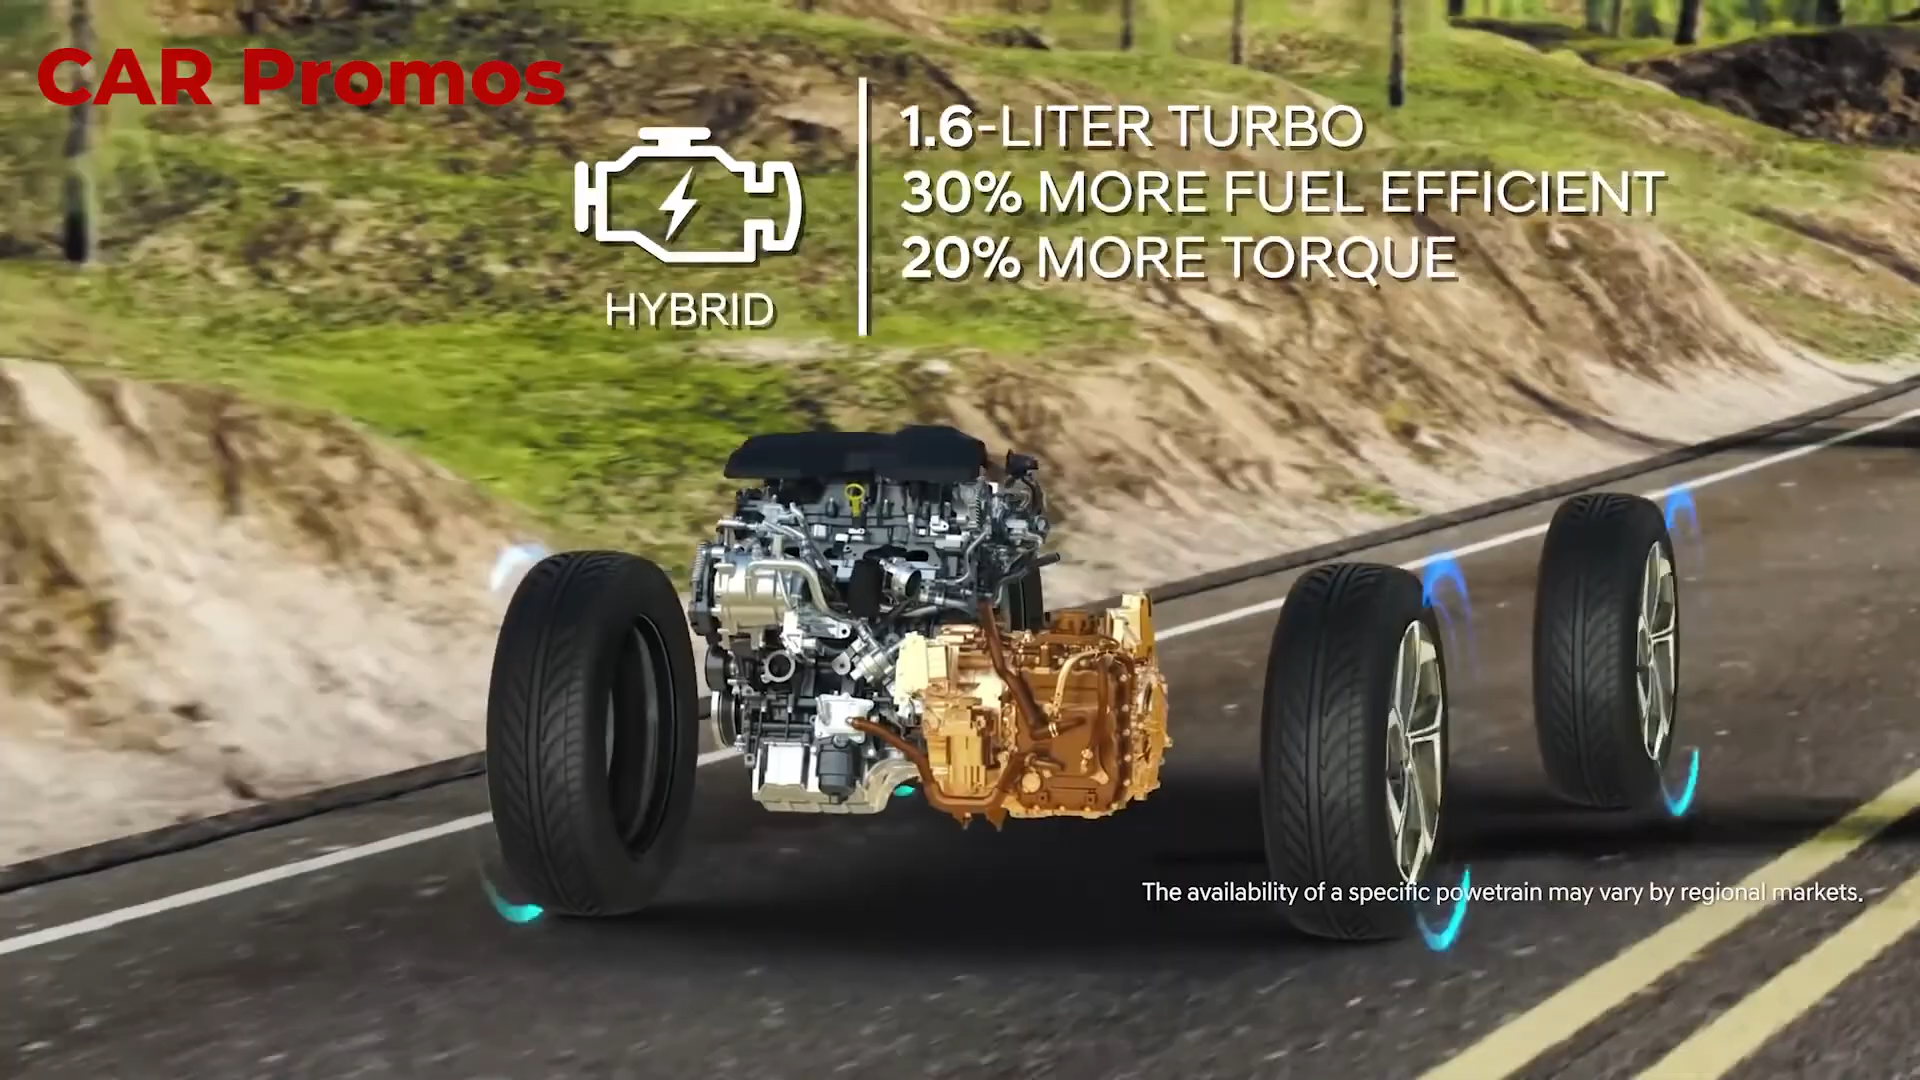 CAR Promos
1.6-LITER TURBO
30% MORE FUEL EFFICIENT
20% MORE TORQUE
HYBRID
The availability of a specific powetrain may vary by regional markets.